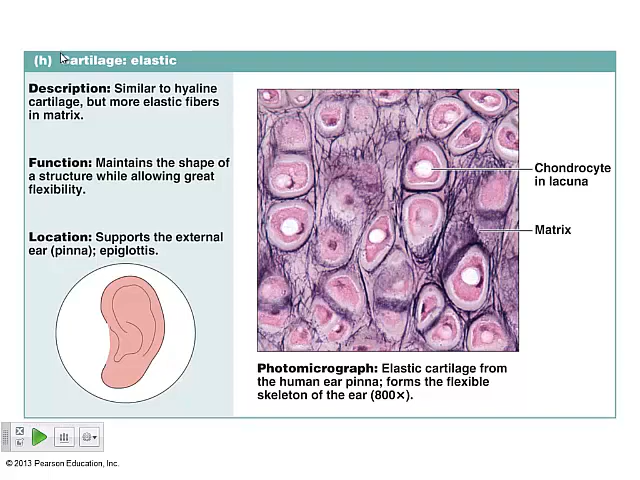 (h) Cartilage: elastic
Description: Similar to hyaline
cartilage, but more elastic fibers
in matrix.
Function: Maintains the shape of
a structure while allowing great
flexibility.
Location: Supports the external
ear (pinna); epiglottis.
Chondrocyte
in lacuna
Matrix
Photomicrograph: Elastic cartilage from
the human ear pinna; forms the flexible
skeleton of the ear (800×).
© 2013 Pearson Education, Inc.